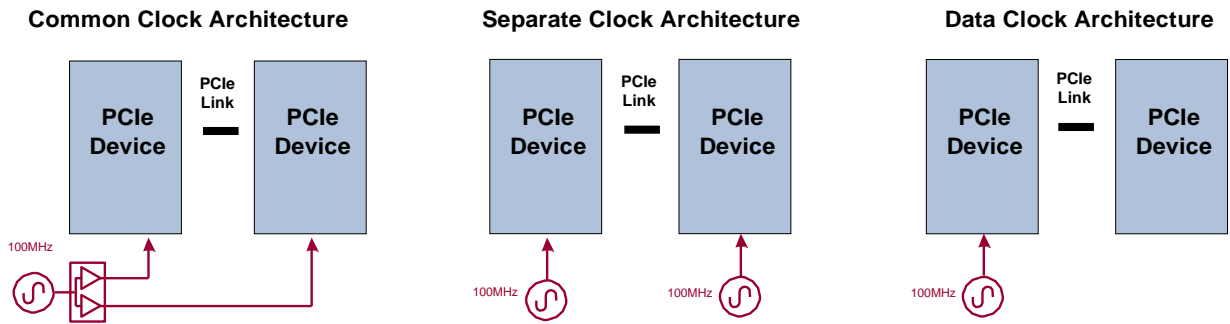 Common Clock Architecture
PCIe
Device
PCIe
Link
PCIe
Device
100MHz
Separate Clock Architecture
PCIe
Device
PCIe
Link
PCIe
Device
100MHz
100MHz
Data Clock Architecture
PCIe
Device
PCIe
Link
PCIe
Device
100MHz